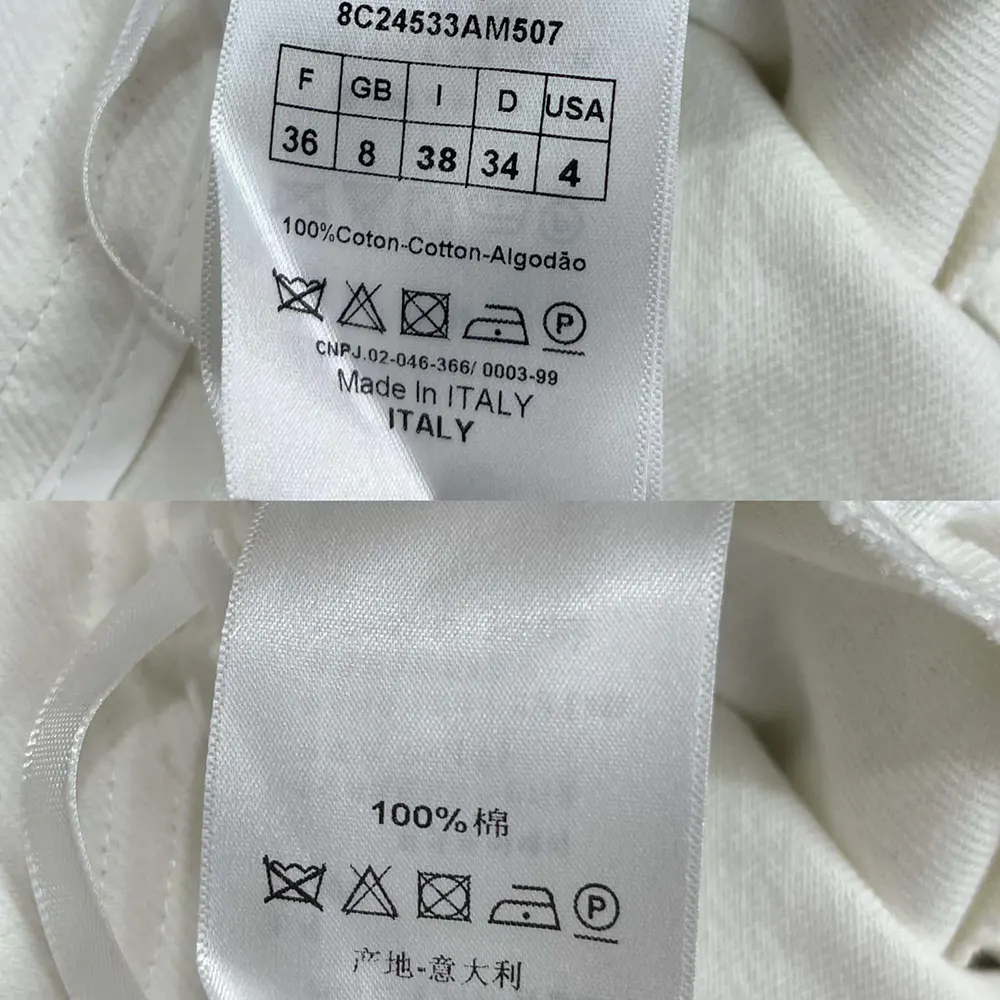 8C24533AM507
F GB I D USA
36 8 38 34 4
100%Coton-Cotton-Algodão
P
CNPJ.02-046-366/ 0003-99
Made In ITALY
ITALY
100%棉
P
产地-意大利